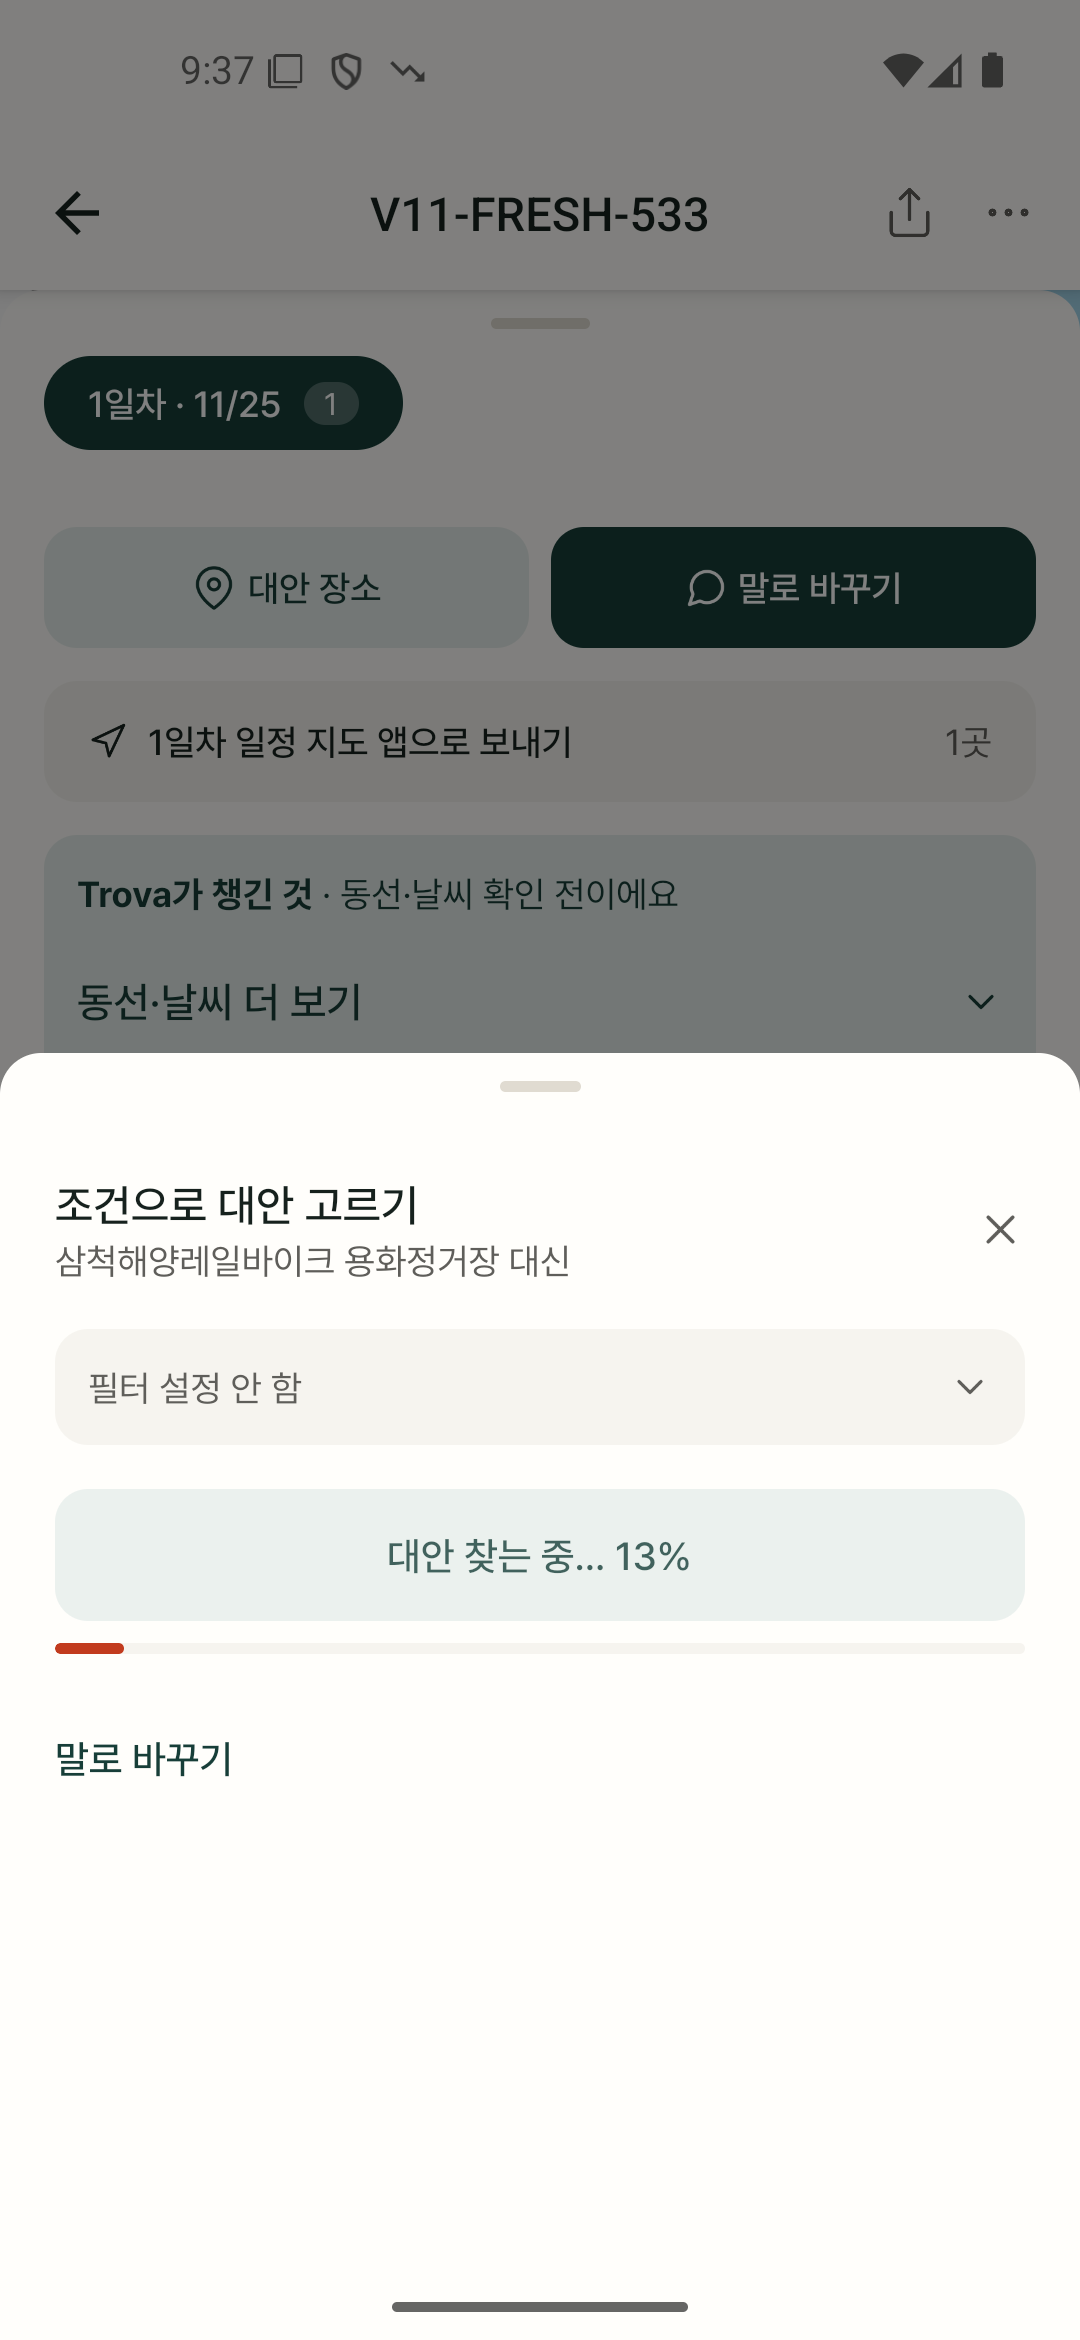 9:37
V11-FRESH-533
1일차 · 11/25 1
대안 장소
말로 바꾸기
1일차 일정 지도 앱으로 보내기 1곳
Trova가 챙긴 것 · 동선·날씨 확인 전이에요
동선·날씨 더 보기
조건으로 대안 고르기
삼척해양레일바이크 용화정거장 대신
필터 설정 안 함
대안 찾는 중... 13%
말로 바꾸기